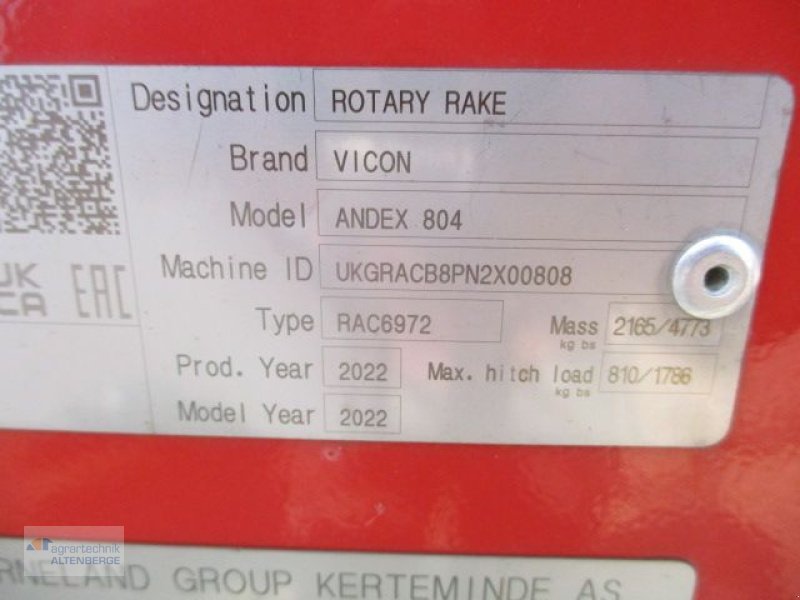 Designation ROTARY RAKE
Brand VICON
Model ANDEX 804
Machine ID UKGRACB8PN2X00808
UK
CA EAC
Type RAC6972 Mass kg bs 2165/4773
Prod. Year 2022 Max. hitch load kg bs 810/1786
Model Year 2022
agrartechnik
ALTENBERGE
RNELAND GROUP KERTEMINDE AS